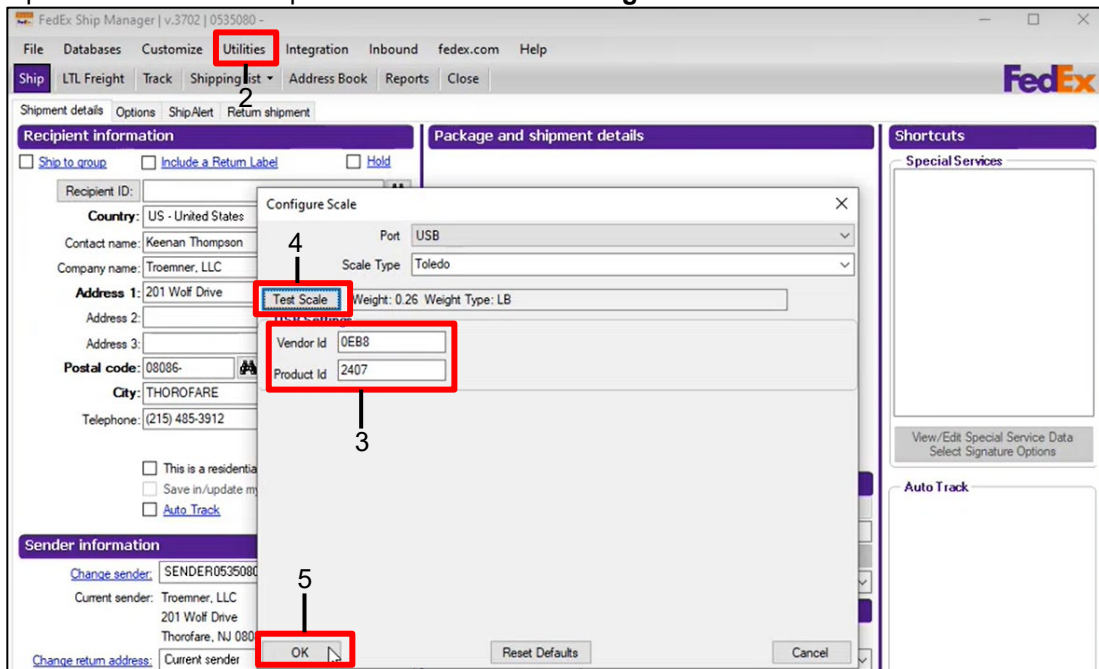 FedEx Ship Manager | v.3702 | 0535080 -
File Databases Customize Utilities Integration Inbound fedex.com Help
Ship LTL Freight Track Shipping list Address Book Reports Close
FedEx
2
Shipment details Options ShipAlert Return shipment
Recipient information
Package and shipment details
Shortcuts
Ship to group Include a Return Label Hold
Special Services
Recipient ID:
Configure Scale
Country: US - United States
Port USB
Contact name: Keenan Thompson
4
Scale Type Toledo
Company name: Troemner, LLC
Address 1: 201 Wolf Drive
Test Scale Weight: 0.26 Weight Type: LB
Address 2:
USB Settings
Vendor Id 0EB8
Address 3:
Product Id 2407
Postal code: 08086-
City: THOROFARE
Telephone: (215) 485-3912
3
View/Edit Special Service Data
Select Signature Options
This is a residentia
Save in/update my
Auto Track
Auto Track
Sender information
Change sender: SENDER0535080
5
Current sender: Troemner, LLC
201 Wolf Drive
Thorofare, NJ 080
OK Reset Defaults Cancel
Change return address: Current sender